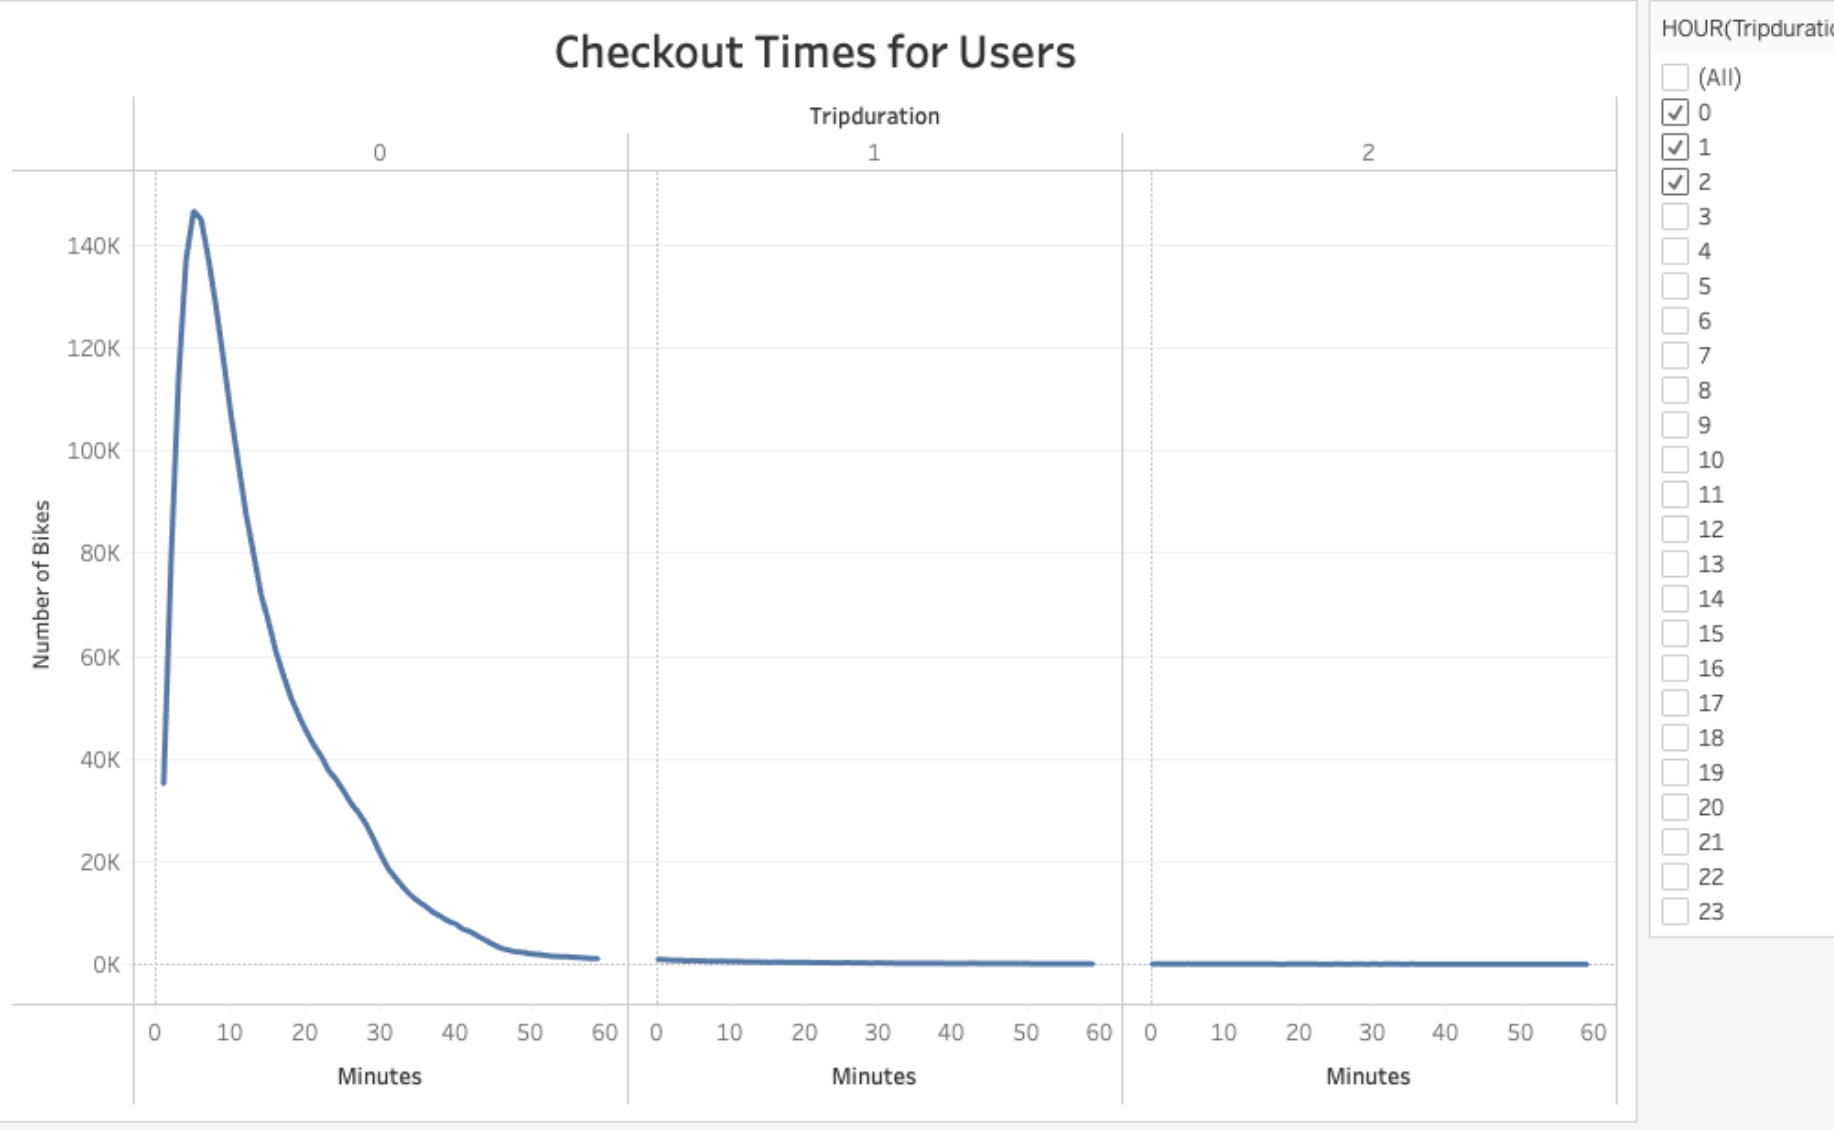 Checkout Times for Users
Tripduration
0 1 2
140K
120K
100K
80K
60K
40K
20K
0K
Number of Bikes
0 10 20 30 40 50 60 0 10 20 30 40 50 60 0 10 20 30 40 50 60
Minutes Minutes Minutes
HOUR(Tripduratio
(All)
0
1
2
3
4
5
6
7
8
9
10
11
12
13
14
15
16
17
18
19
20
21
22
23